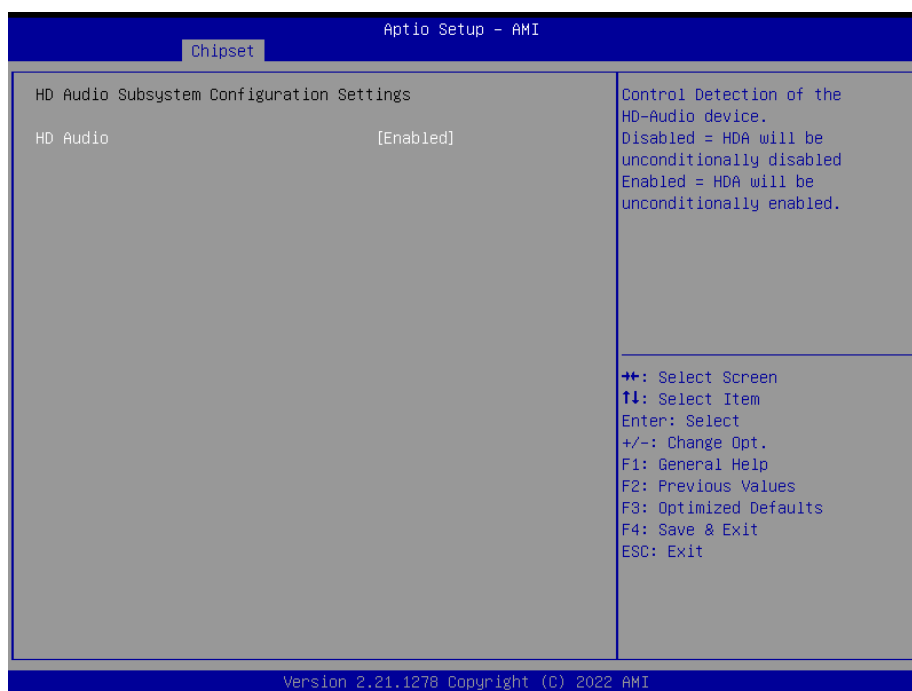 Aptio Setup - AMI
Chipset
HD Audio Subsystem Configuration Settings
HD Audio [Enabled]
Control Detection of the
HD-Audio device.
Disabled = HDA will be
unconditionally disabled
Enabled = HDA will be
unconditionally enabled.
→←: Select Screen
↑↓: Select Item
Enter: Select
+/-: Change Opt.
F1: General Help
F2: Previous Values
F3: Optimized Defaults
F4: Save & Exit
ESC: Exit
Version 2.21.1278 Copyright (C) 2022 AMI